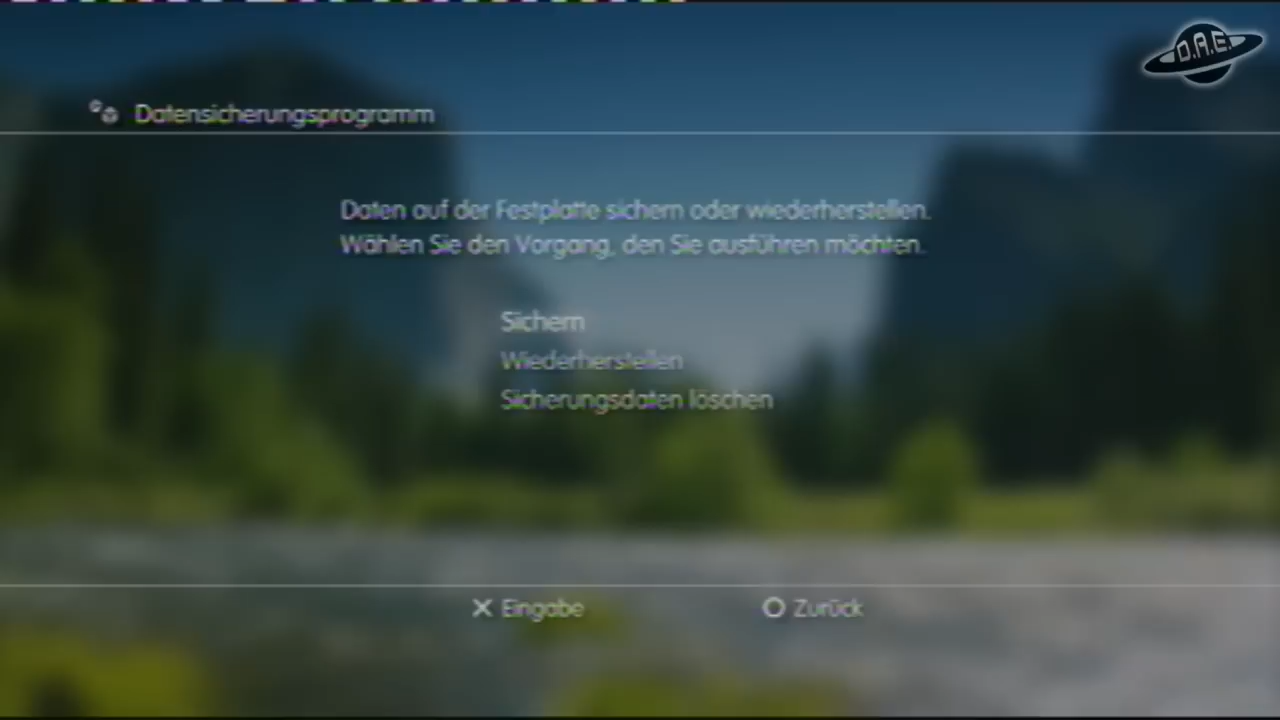 D.A.E.
Datensicherungsprogramm
Daten auf der Festplatte sichern oder wiederherstellen.
Wählen Sie den Vorgang, den Sie ausführen möchten.
Sichern
Wiederherstellen
Sicherungsdaten löschen
Eingabe
Zurück